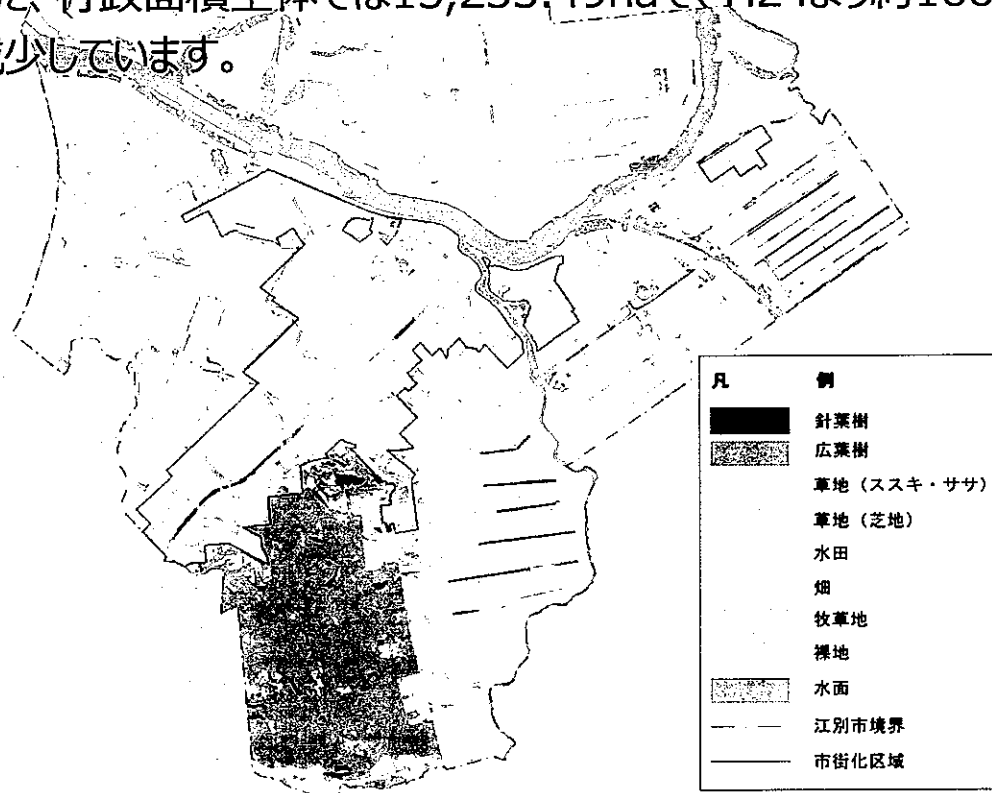 行政面積全体では15,253.49haで、H24より約100
減少しています。
凡 例
針葉樹
広葉樹
草地（ススキ・ササ）
草地（芝地）
水田
畑
牧草地
裸地
水面
江別市境界
市街化区域